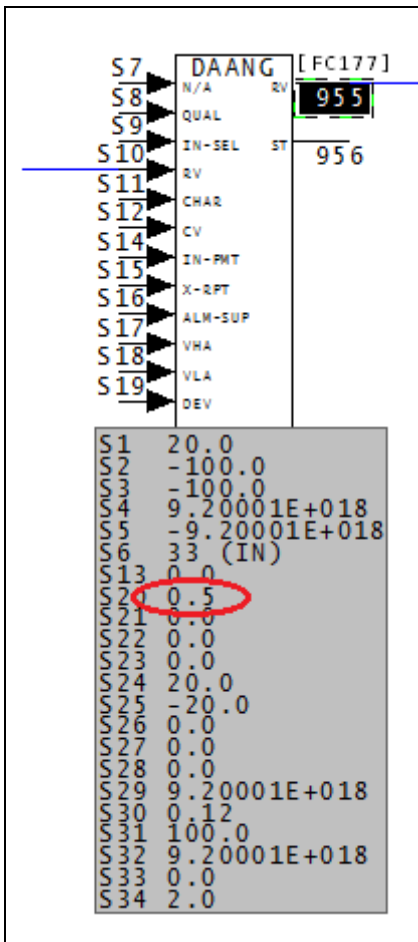 S7 DAANG [FC177]
N/A RV 955
S8
QUAL
S9
IN-SEL ST 956
S10
RV
S11
CHAR
S12
CV
S14
IN-PMT
S15
X-RPT
S16
ALM-SUP
S17
VHA
S18
VLA
S19
DEV
S1 20.0
S2 -100.0
S3 -100.0
S4 9.20001E+018
S5 -9.20001E+018
S6 33 (IN)
S13 0.0
S20 0.5
S21 0.0
S22 0.0
S23 0.0
S24 20.0
S25 -20.0
S26 0.0
S27 0.0
S28 0.0
S29 9.20001E+018
S30 0.12
S31 100.0
S32 9.20001E+018
S33 0.0
S34 2.0